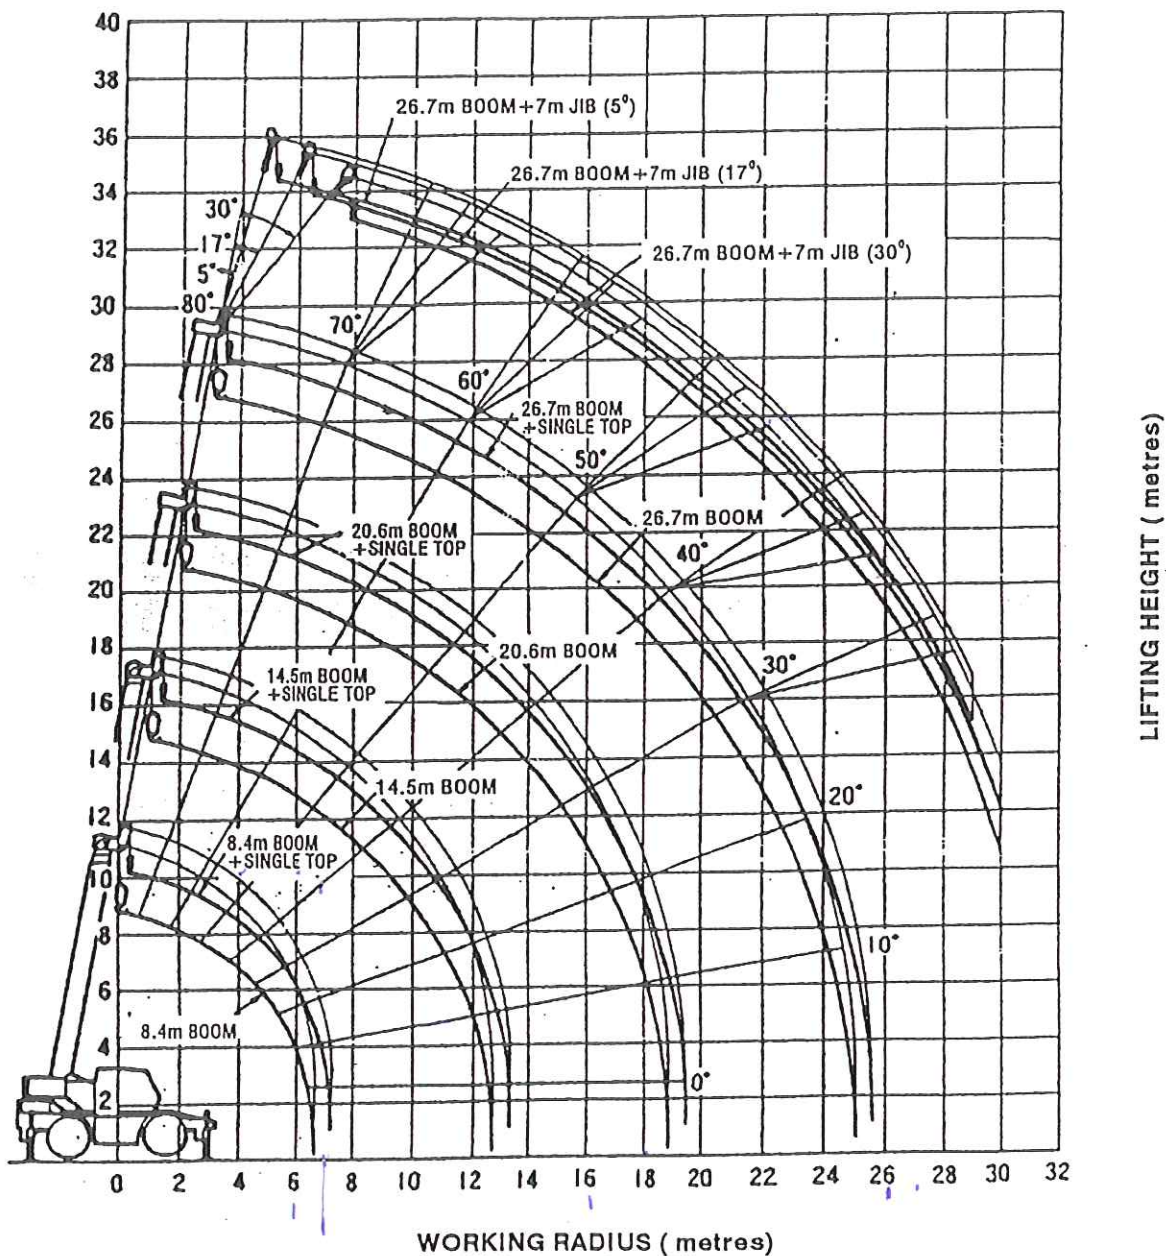 40
38
26.7m BOOM+7m JIB (5°)
36
26.7m BOOM+7m JIB (17°)
34
30°
32
17°
26.7m BOOM+7m JIB (30°)
5°
30
80°
70°
28
60°
26
26.7m BOOM
+SINGLE TOP
24
50°
22
20.6m BOOM
+SINGLE TOP
26.7m BOOM
40°
20
18
20.6m BOOM
30°
14.5m BOOM
+SINGLE TOP
16
14
14.5m BOOM
20°
12
8.4m BOOM
+SINGLE TOP
10
10°
8
6
8.4m BOOM
4
0°
2
0 2 4 6 8 10 12 14 16 18 20 22 24 26 28 30 32
WORKING RADIUS ( metres)
LIFTING HEIGHT ( metres)